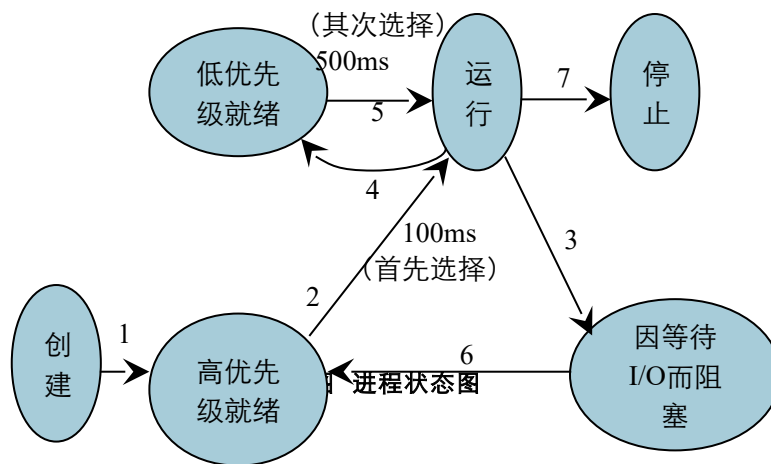 （其次选择）
500ms
低优先
级就绪
运
行
停
止
5
7
4
100ms
（首先选择）
2
3
创
建
1
高优先
级就绪
6
进程状态图
因等待
I/O而阻
塞